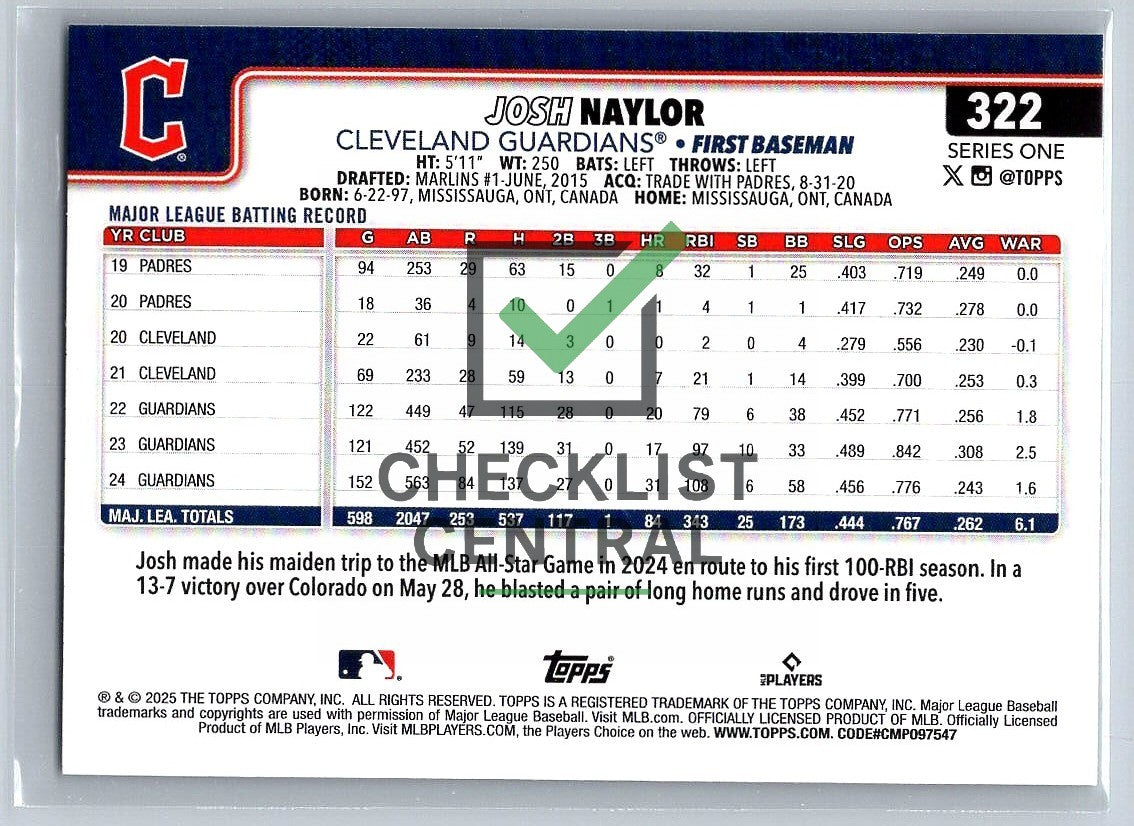 C
JOSH NAYLOR
322
CLEVELAND GUARDIANS® • FIRST BASEMAN
SERIES ONE
HT: 5'11" WT: 250 BATS: LEFT THROWS: LEFT
@TOPPS
DRAFTED: MARLINS #1-JUNE, 2015 ACQ: TRADE WITH PADRES, 8-31-20
BORN: 6-22-97, MISSISSAUGA, ONT, CANADA HOME: MISSISSAUGA, ONT, CANADA
MAJOR LEAGUE BATTING RECORD
YR CLUB G AB R H 2B 3B HR RBI SB BB SLG OPS AVG WAR
19 PADRES 94 253 29 63 15 0 8 32 1 25 .403 .719 .249 0.0
20 PADRES 18 36 4 10 0 1 1 4 1 1 .417 .732 .278 0.0
20 CLEVELAND 22 61 9 14 3 0 0 2 0 4 .279 .556 .230 -0.1
21 CLEVELAND 69 233 28 59 13 0 7 21 1 14 .399 .700 .253 0.3
22 GUARDIANS 122 449 47 115 28 0 20 79 6 38 .452 .771 .256 1.8
23 GUARDIANS 121 452 52 139 31 0 17 97 10 33 .489 .842 .308 2.5
24 GUARDIANS 152 563 84 137 27 0 31 108 6 58 .456 .776 .243 1.6
MAJ. LEA. TOTALS 598 2047 253 537 117 1 84 343 25 173 .444 .767 .262 6.1
CHECKLIST
CENTRAL
Josh made his maiden trip to the MLB All-Star Game in 2024 en route to his first 100-RBI season. In a
13-7 victory over Colorado on May 28, he blasted a pair of long home runs and drove in five.
Topps®
MLB PLAYERS
® & © 2025 THE TOPPS COMPANY, INC. ALL RIGHTS RESERVED. TOPPS IS A REGISTERED TRADEMARK OF THE TOPPS COMPANY, INC. Major League Baseball
trademarks and copyrights are used with permission of Major League Baseball. Visit MLB.com. OFFICIALLY LICENSED PRODUCT OF MLB. Officially Licensed
Product of MLB Players, Inc. Visit MLBPLAYERS.COM, the Players Choice on the web. WWW.TOPPS.COM. CODE#CMP097547